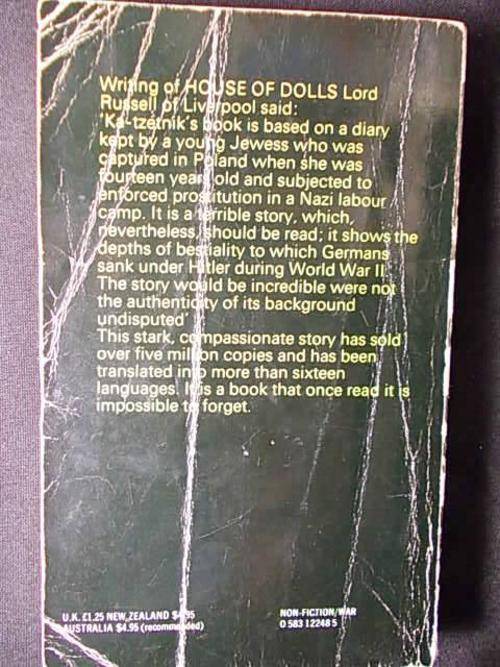 Writing of HOUSE OF DOLLS Lord
Russell of Liverpool said:
'Ka-tzetnik's book is based on a diary
kept by a young Jewess who was
captured in Poland when she was
fourteen years old and subjected to
enforced prostitution in a Nazi labour
camp. It is a terrible story, which,
nevertheless, should be read; it shows the
depths of bestiality to which Germans
sank under Hitler during World War II.
The story would be incredible were not
the authenticity of its background
undisputed'
This stark, compassionate story has sold
over five million copies and has been
translated into more than sixteen
languages. It is a book that once read it is
impossible to forget.
U.K. £1.25 NEW ZEALAND
AUSTRALIA $4.95 (recommended)
NON-FICTION/WAR
0 583 12248 5